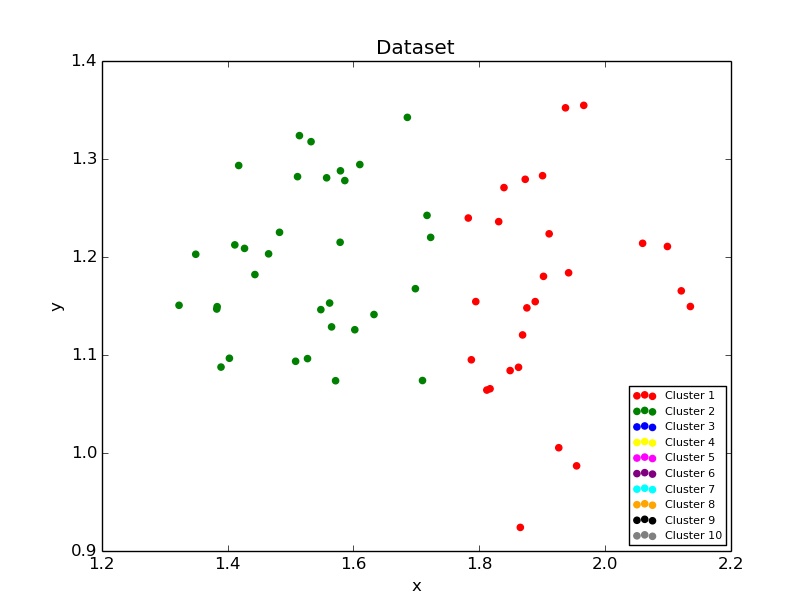 Dataset
1.4
1.3
1.2
1.1
1.0
0.9
y
1.2 1.4 1.6 1.8 2.0 2.2
x
Cluster 1
Cluster 2
Cluster 3
Cluster 4
Cluster 5
Cluster 6
Cluster 7
Cluster 8
Cluster 9
Cluster 10